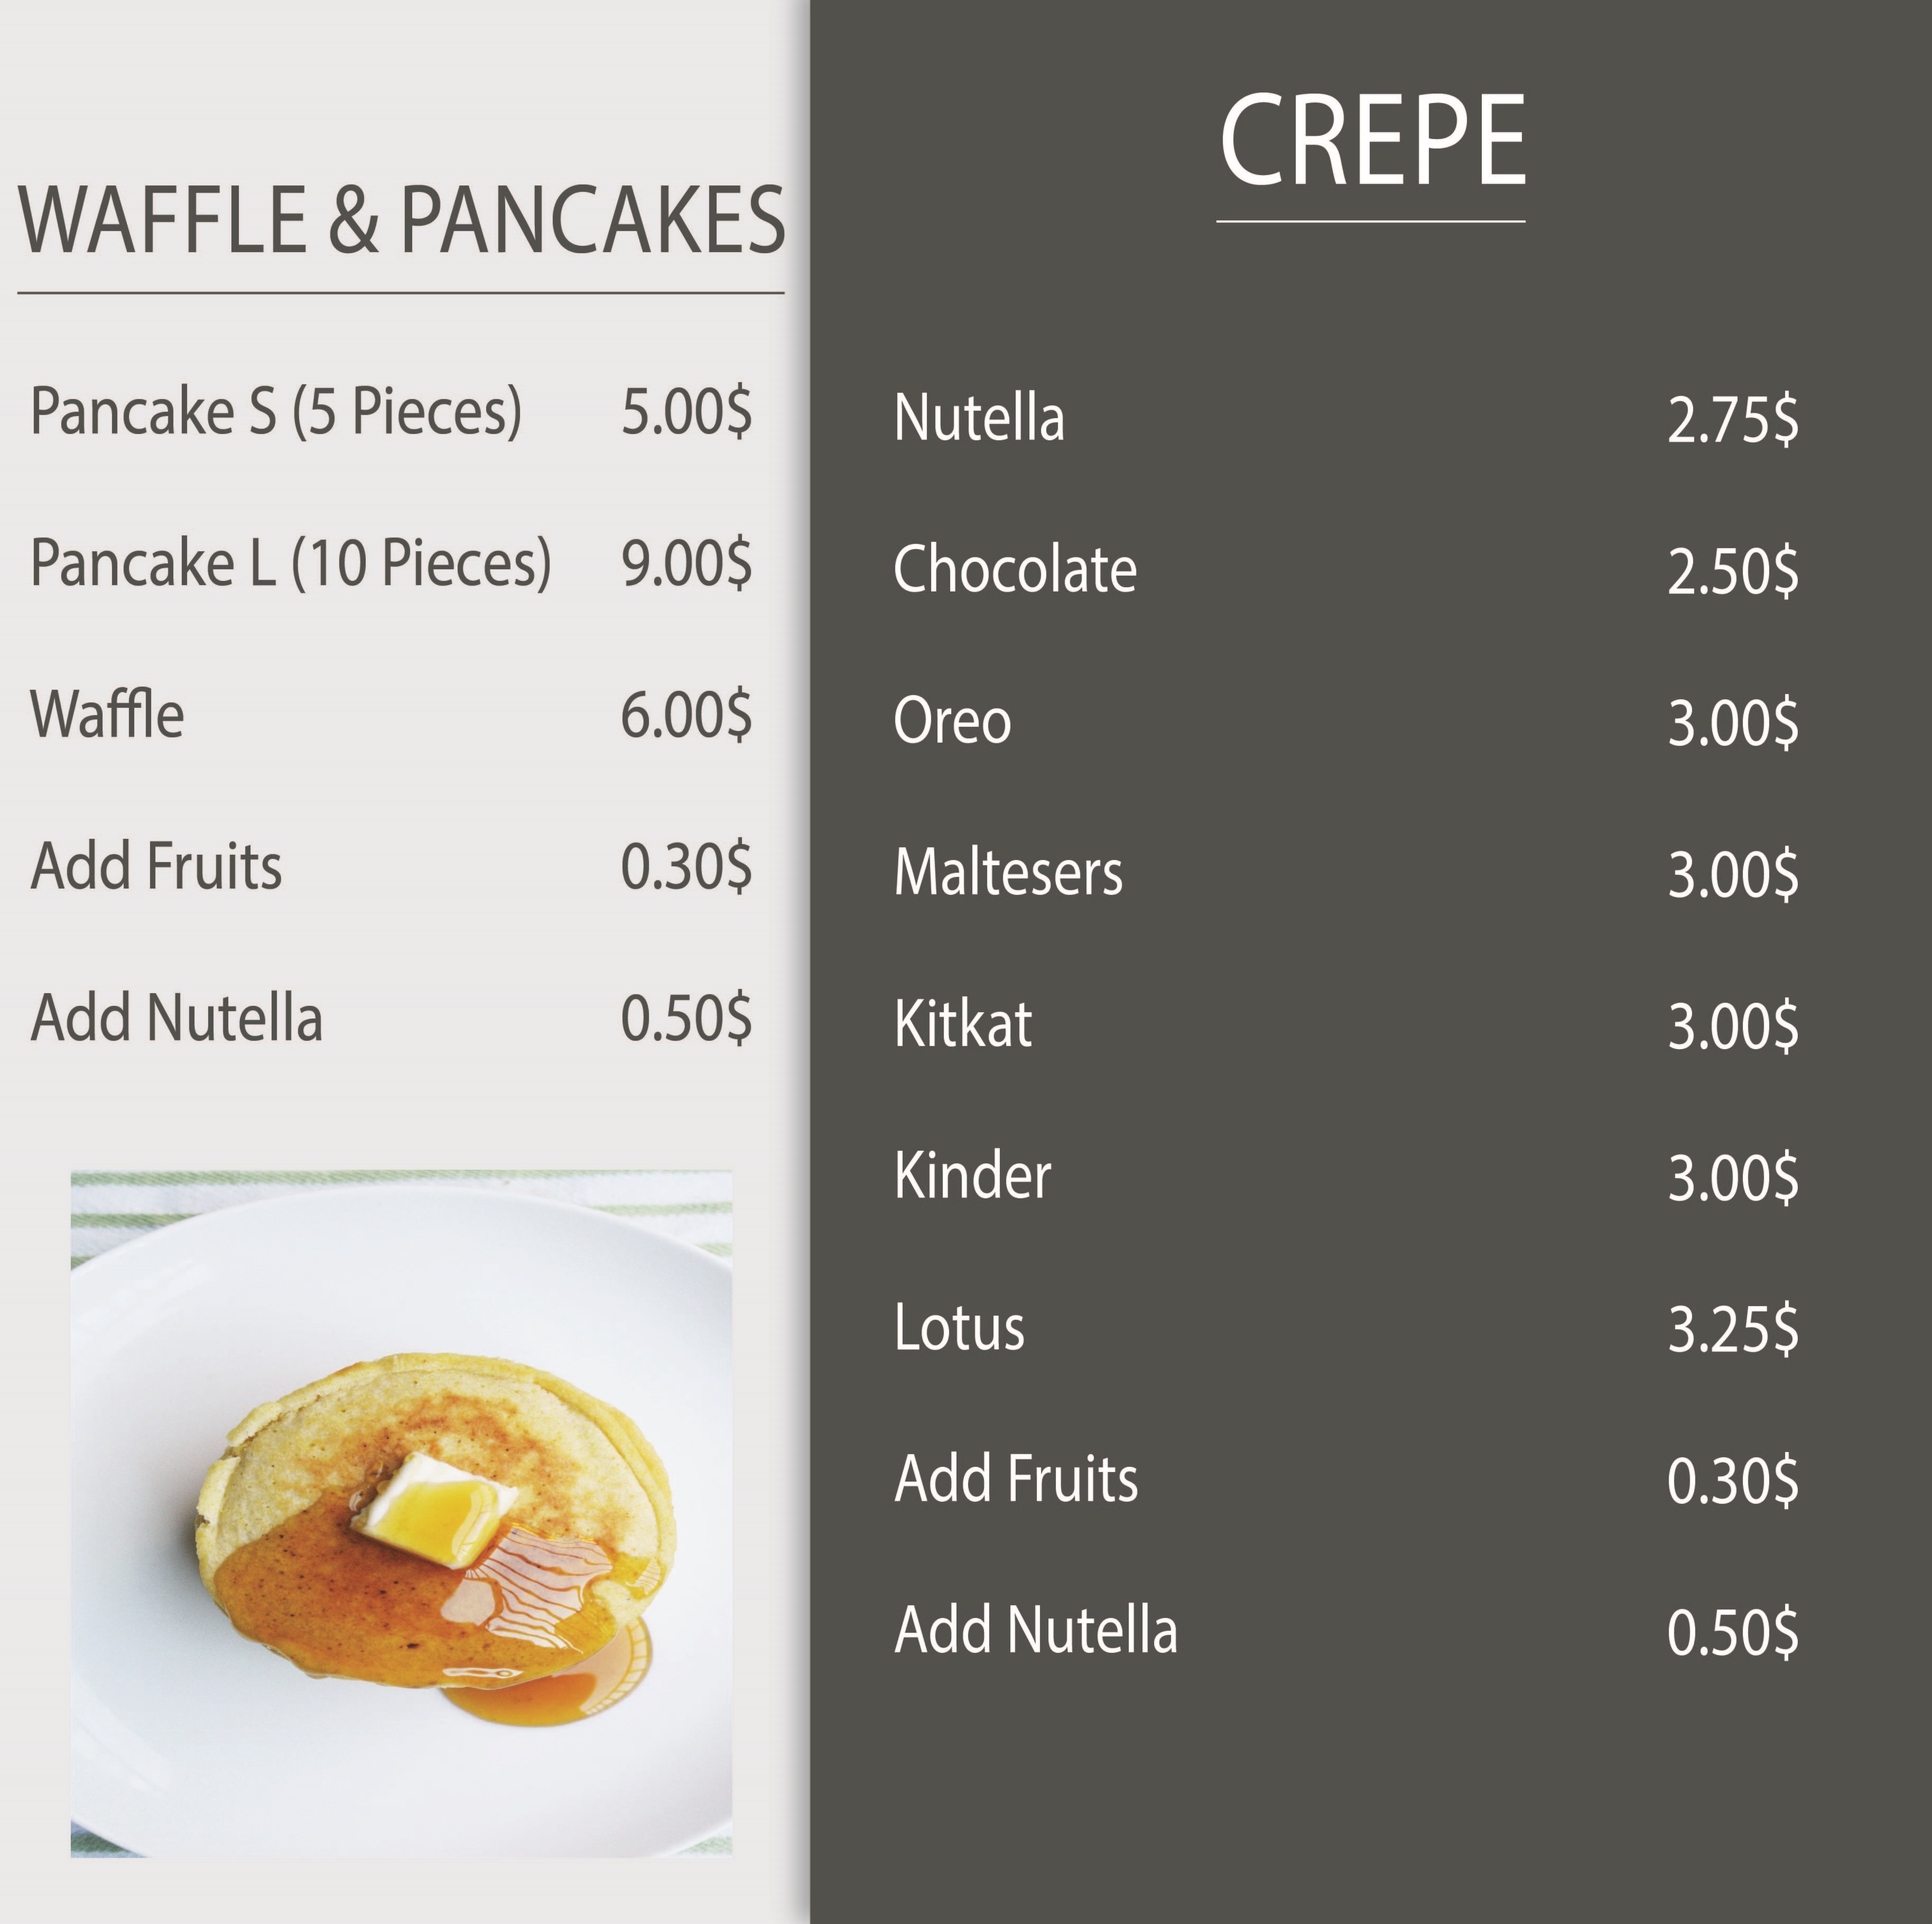 WAFFLE & PANCAKES
Pancake S (5 Pieces) 5.00$
Pancake L (10 Pieces) 9.00$
Waffle 6.00$
Add Fruits 0.30$
Add Nutella 0.50$
CREPE
Nutella 2.75$
Chocolate 2.50$
Oreo 3.00$
Maltesers 3.00$
Kitkat 3.00$
Kinder 3.00$
Lotus 3.25$
Add Fruits 0.30$
Add Nutella 0.50$